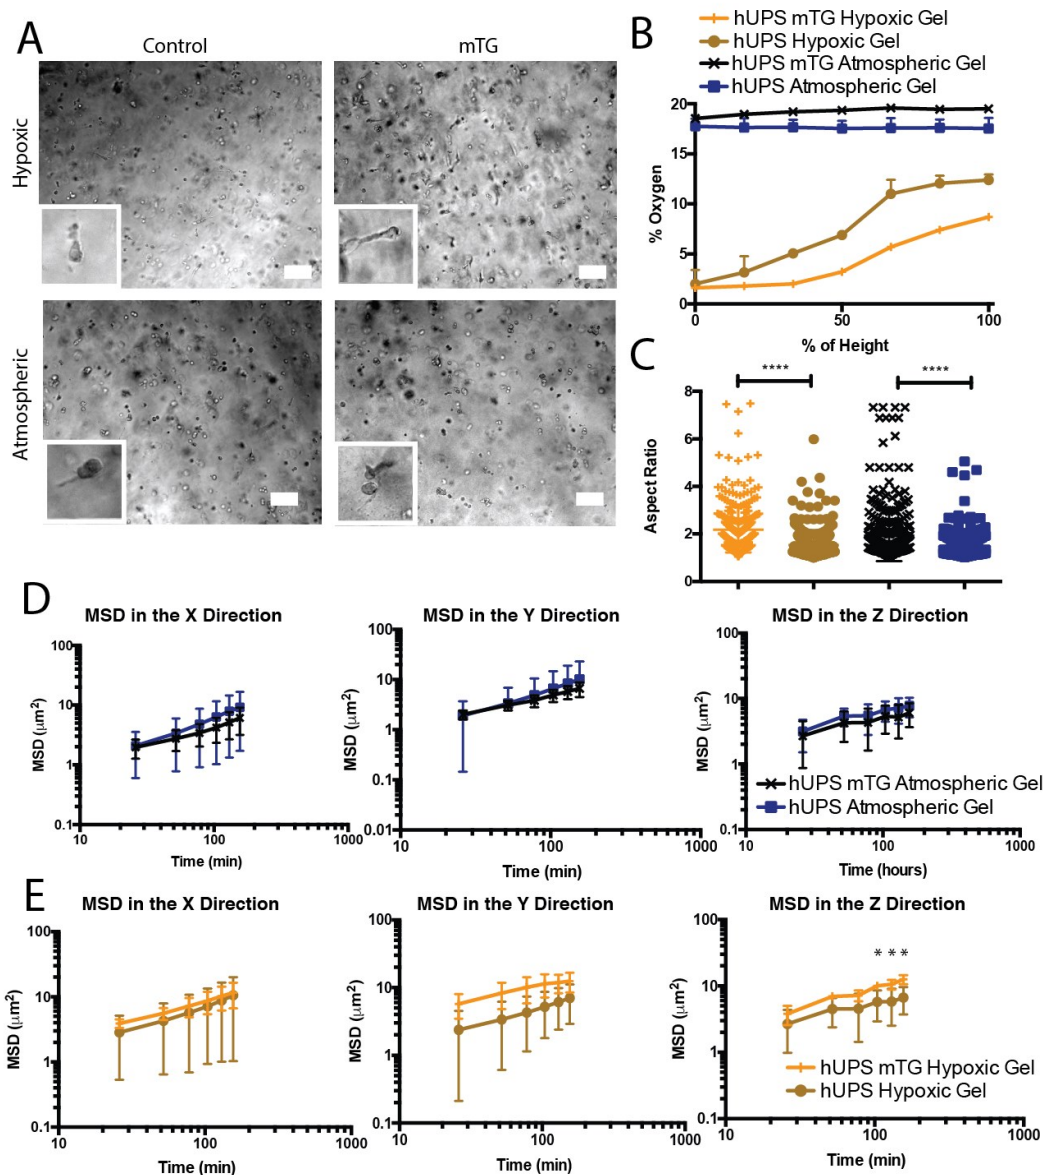 A
Control
mTG
Hypoxic
Atmospheric
B
hUPS mTG Hypoxic Gel
hUPS Hypoxic Gel
hUPS mTG Atmospheric Gel
hUPS Atmospheric Gel
20
15
10
5
0
% Oxygen
0
50
100
% of Height
C
****
****
8
6
4
2
0
Aspect Ratio
D
MSD in the X Direction
100
10
1
0.1
MSD (μm²)
10
100
1000
Time (min)
MSD in the Y Direction
100
10
1
0.1
0.01
MSD (μm²)
10
100
1000
Time (min)
MSD in the Z Direction
100
10
1
0.1
MSD (μm²)
hUPS mTG Atmospheric Gel
hUPS Atmospheric Gel
10
100
1000
Time (hours)
E
MSD in the X Direction
100
10
1
0.1
MSD (μm²)
10
100
1000
Time (min)
MSD in the Y Direction
100
10
1
0.1
MSD (μm²)
10
100
1000
Time (min)
MSD in the Z Direction
100
10
1
0.1
MSD (μm²)
* * *
hUPS mTG Hypoxic Gel
hUPS Hypoxic Gel
10
100
1000
Time (min)